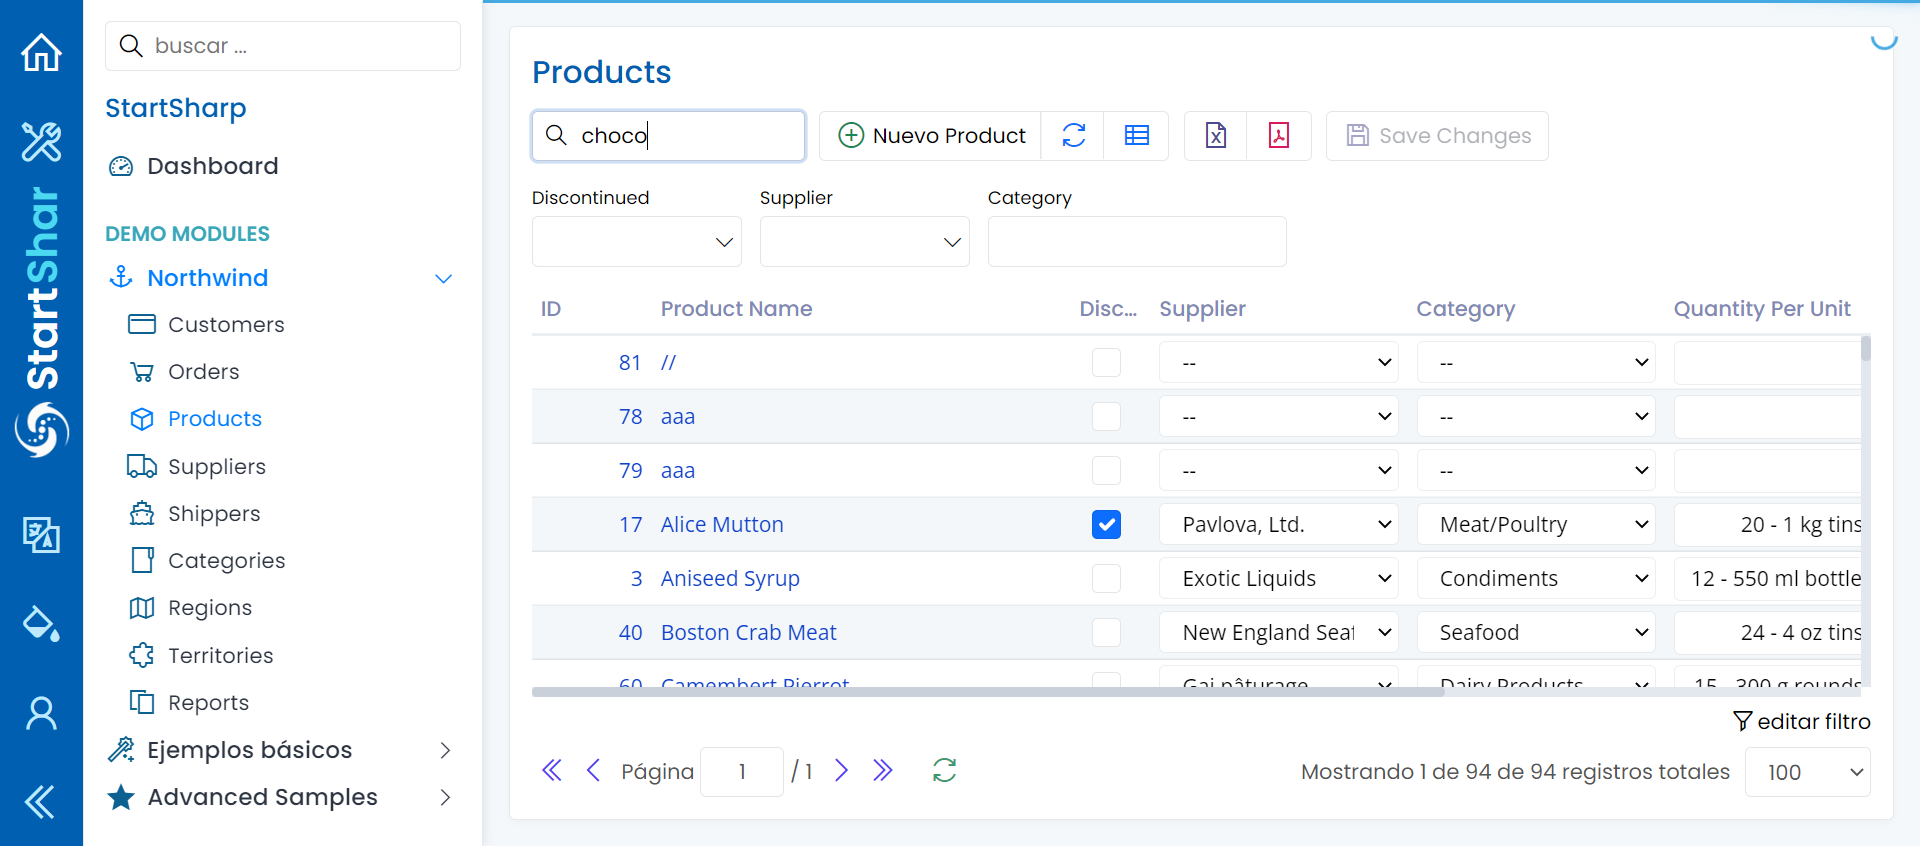 StartShar
buscar ...
StartSharp
Dashboard
DEMO MODULES
Northwind
Customers
Orders
Products
Suppliers
Shippers
Categories
Regions
Territories
Reports
Ejemplos básicos
Advanced Samples
Products
choco
Nuevo Product
Save Changes
Discontinued Supplier Category
ID Product Name Disc... Supplier Category Quantity Per Unit
81 // -- --
78 aaa -- --
79 aaa -- --
17 Alice Mutton Pavlova, Ltd. Meat/Poultry 20 - 1 kg tins
3 Aniseed Syrup Exotic Liquids Condiments 12 - 550 ml bottle
40 Boston Crab Meat New England Seaf Seafood 24 - 4 oz tins
60 Camembert Pierrot Gai pâturage Dairy Products 15 - 300 g rounds
editar filtro
Página 1 / 1
Mostrando 1 de 94 de 94 registros totales 100